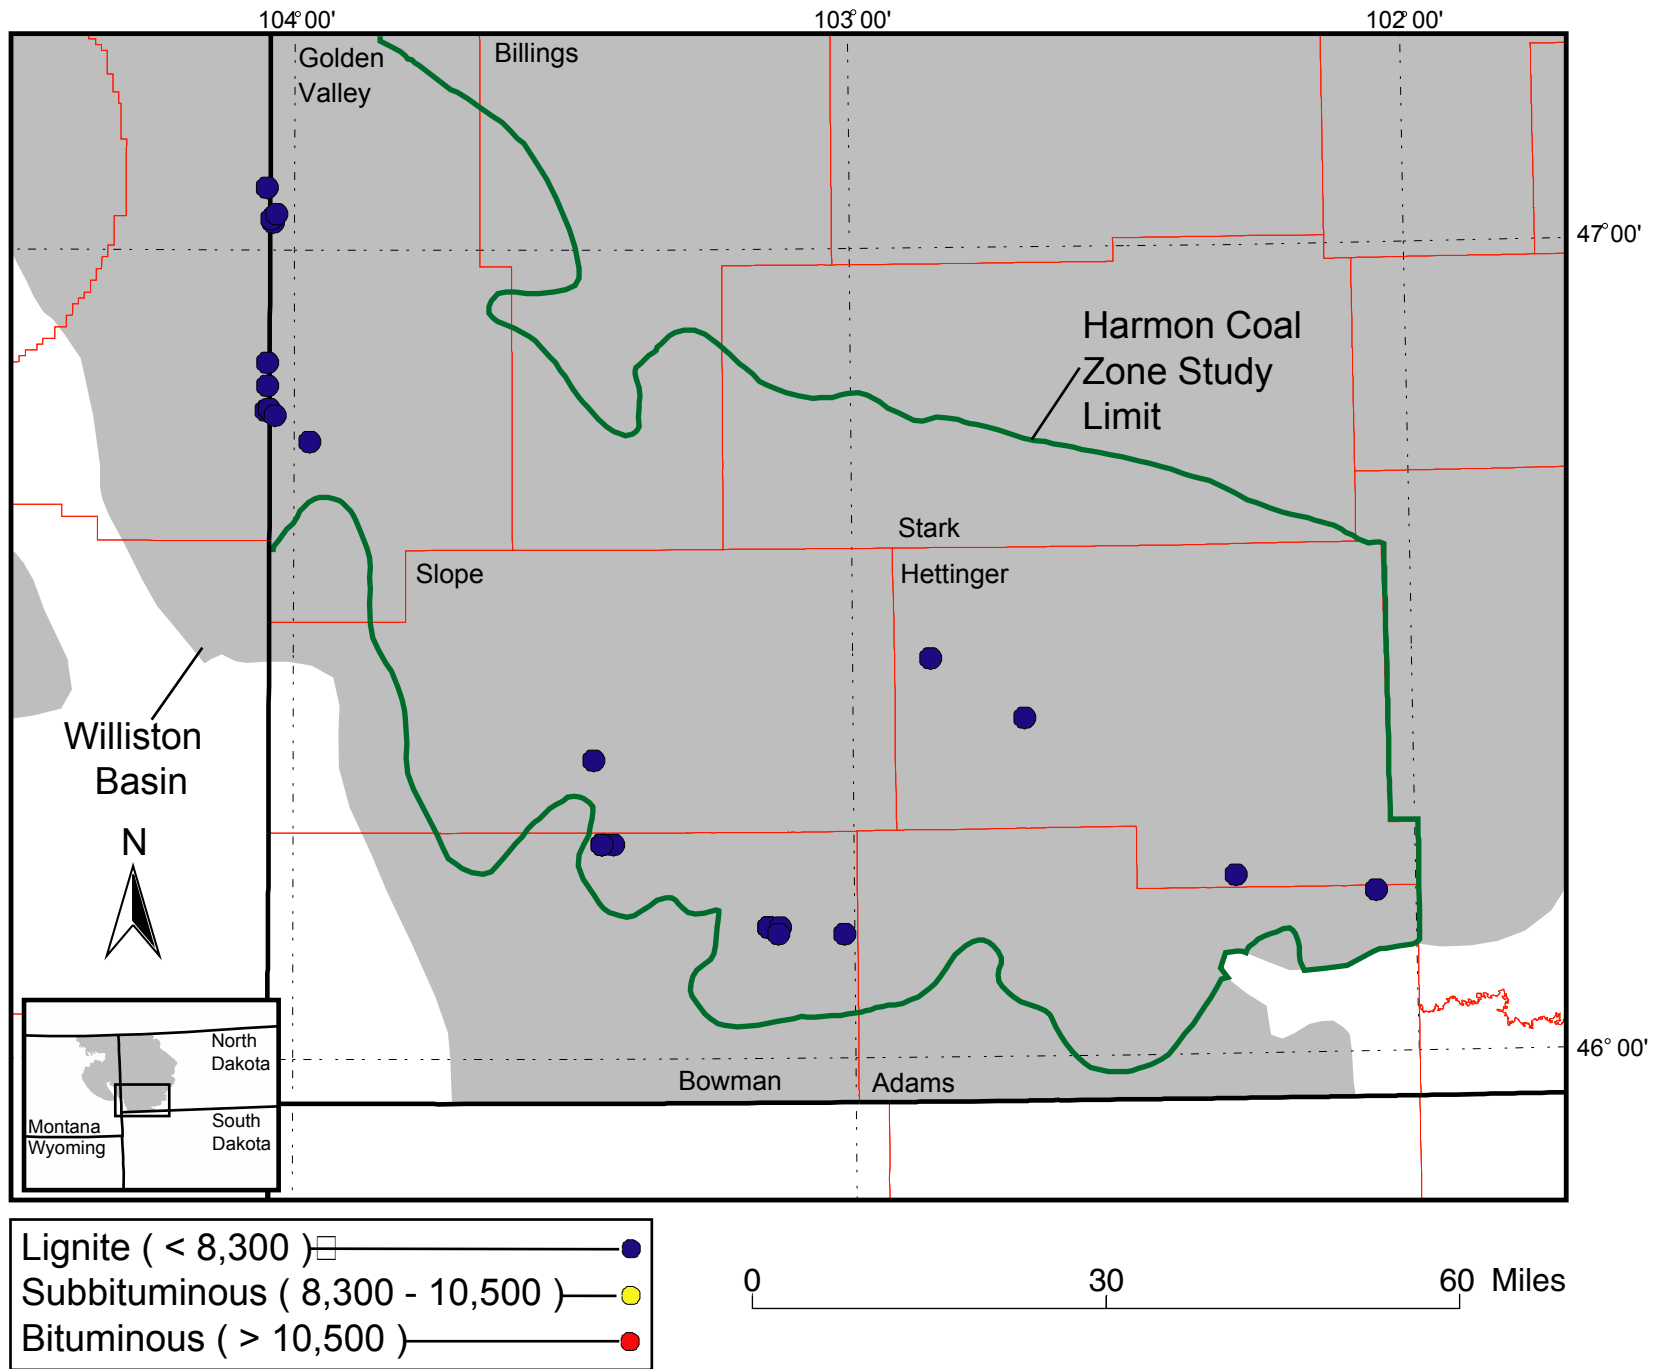 104°00'
103°00'
102°00'
Golden
Valley
Billings
47°00'
Harmon Coal
Zone Study
Limit
Stark
Slope
Hettinger
Williston
Basin
N
46°00'
Bowman
Adams
North
Dakota
South
Dakota
Montana
Wyoming
Lignite ( < 8,300 )
Subbituminous ( 8,300 - 10,500 )
Bituminous ( > 10,500 )
0 30 60 Miles